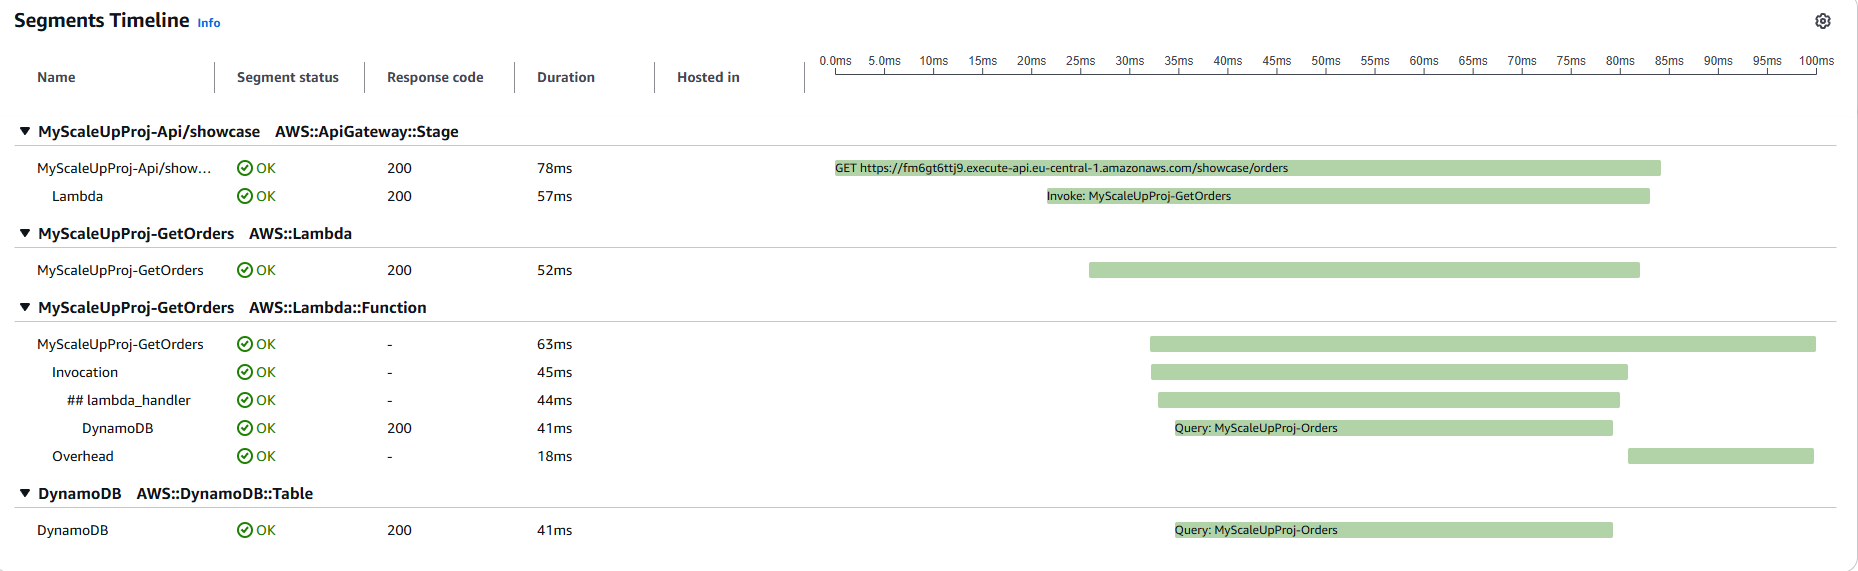 Segments Timeline Info
0.0ms 5.0ms 10ms 15ms 20ms 25ms 30ms 35ms 40ms 45ms 50ms 55ms 60ms 65ms 70ms 75ms 80ms 85ms 90ms 95ms 100ms
Name Segment status Response code Duration Hosted in
MyScaleUpProj-Api/showcase AWS::ApiGateway::Stage
MyScaleUpProj-Api/show... OK 200 78ms GET https://fm6gt6ttj9.execute-api.eu-central-1.amazonaws.com/showcase/orders
Lambda OK 200 57ms Invoke: MyScaleUpProj-GetOrders
MyScaleUpProj-GetOrders AWS::Lambda
MyScaleUpProj-GetOrders OK 200 52ms
MyScaleUpProj-GetOrders AWS::Lambda::Function
MyScaleUpProj-GetOrders OK - 63ms
Invocation OK - 45ms
## lambda_handler OK - 44ms
DynamoDB OK 200 41ms Query: MyScaleUpProj-Orders
Overhead OK - 18ms
DynamoDB AWS::DynamoDB::Table
DynamoDB OK 200 41ms Query: MyScaleUpProj-Orders